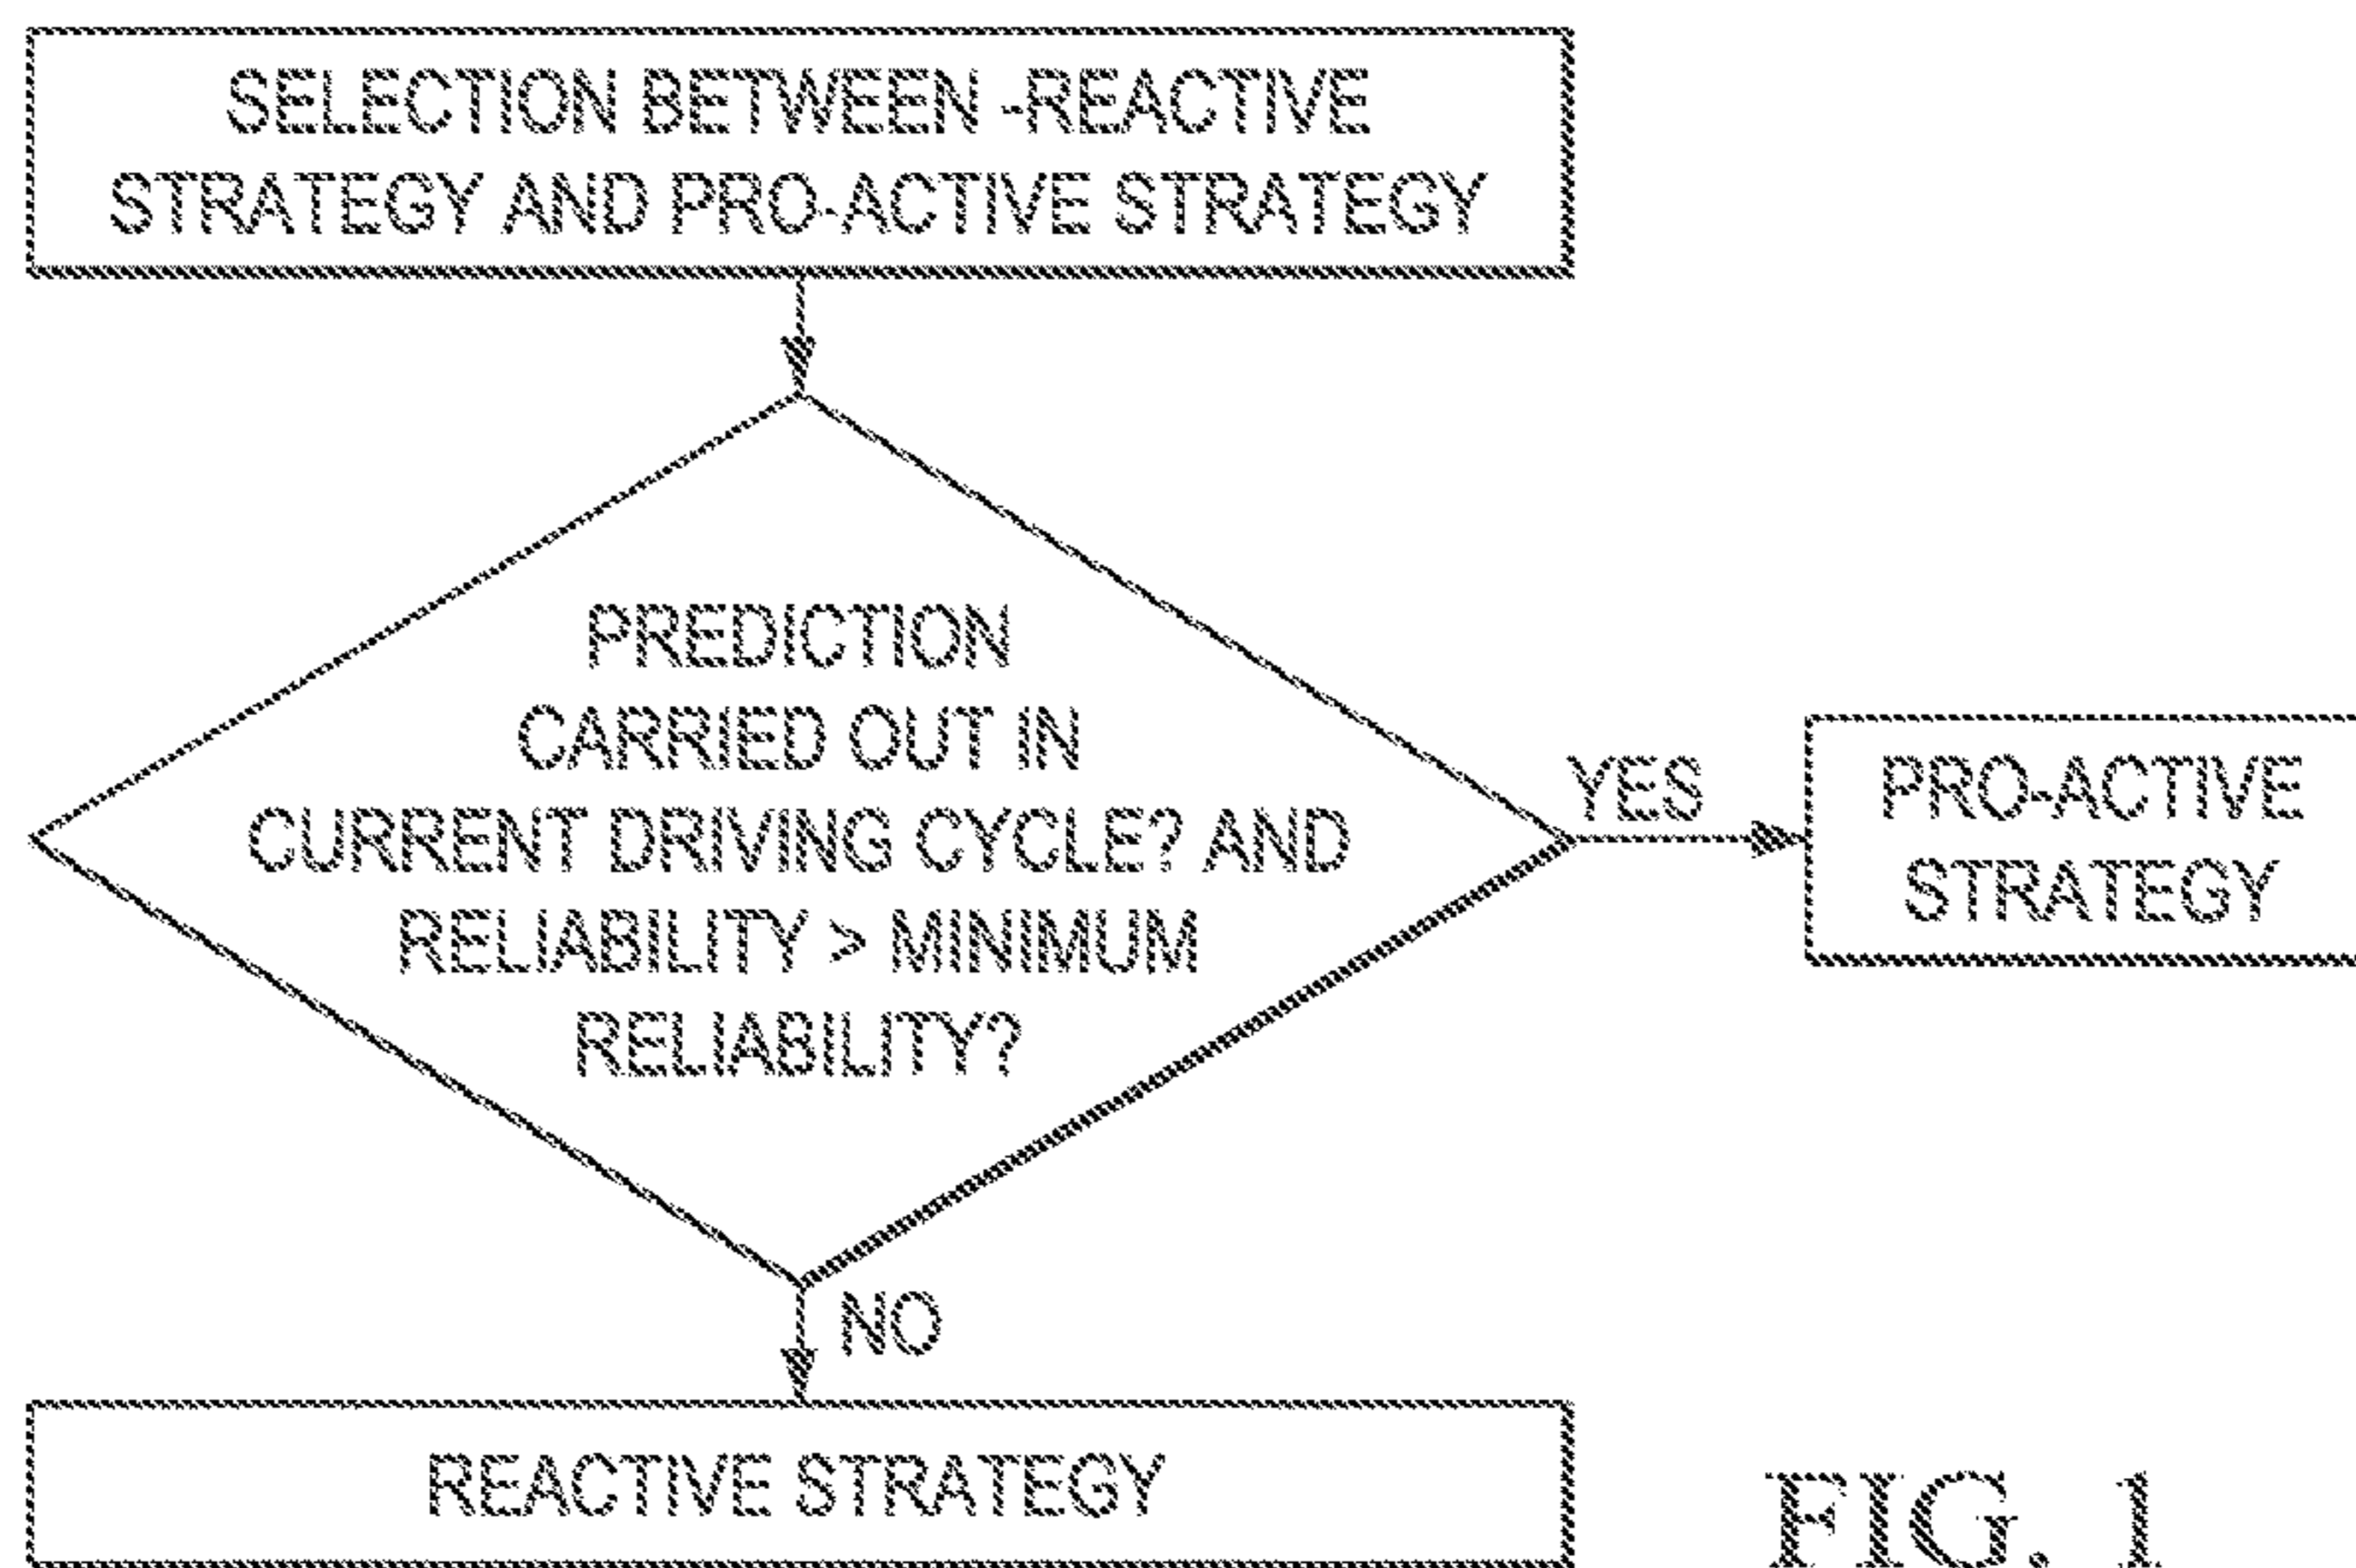 SELECTION BETWEEN -REACTIVE
STRATEGY AND PRO-ACTIVE STRATEGY
PREDICTION
CARRIED OUT IN
CURRENT DRIVING CYCLE? AND
RELIABILITY > MINIMUM
RELIABILITY?
YES
PRO-ACTIVE
STRATEGY
NO
REACTIVE STRATEGY
FIG. 1